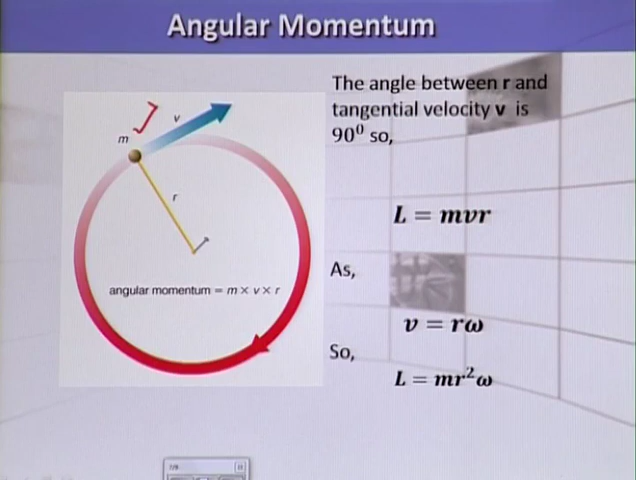 Angular Momentum
The angle between r and
tangential velocity v is
90⁰ so,
v
m
r
L = mvr
As,
angular momentum = m × v × r
v = rω
So,
L = mr²ω